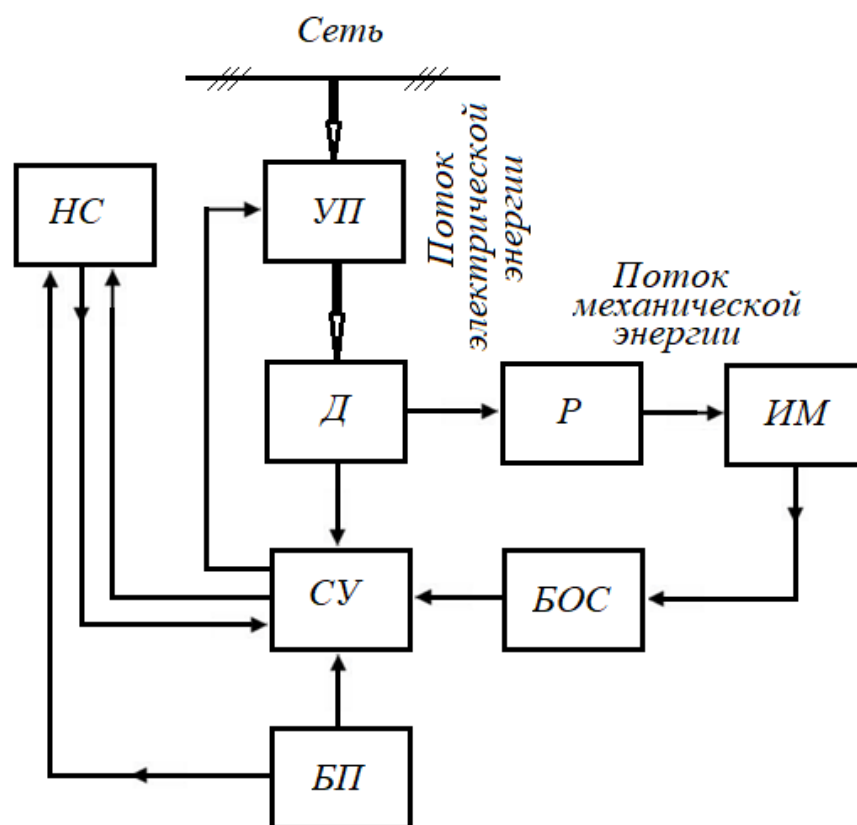 Сеть
НС
УП
Поток
электрической
энергии
Поток
механической
энергии
Д
Р
ИМ
СУ
БОС
БП